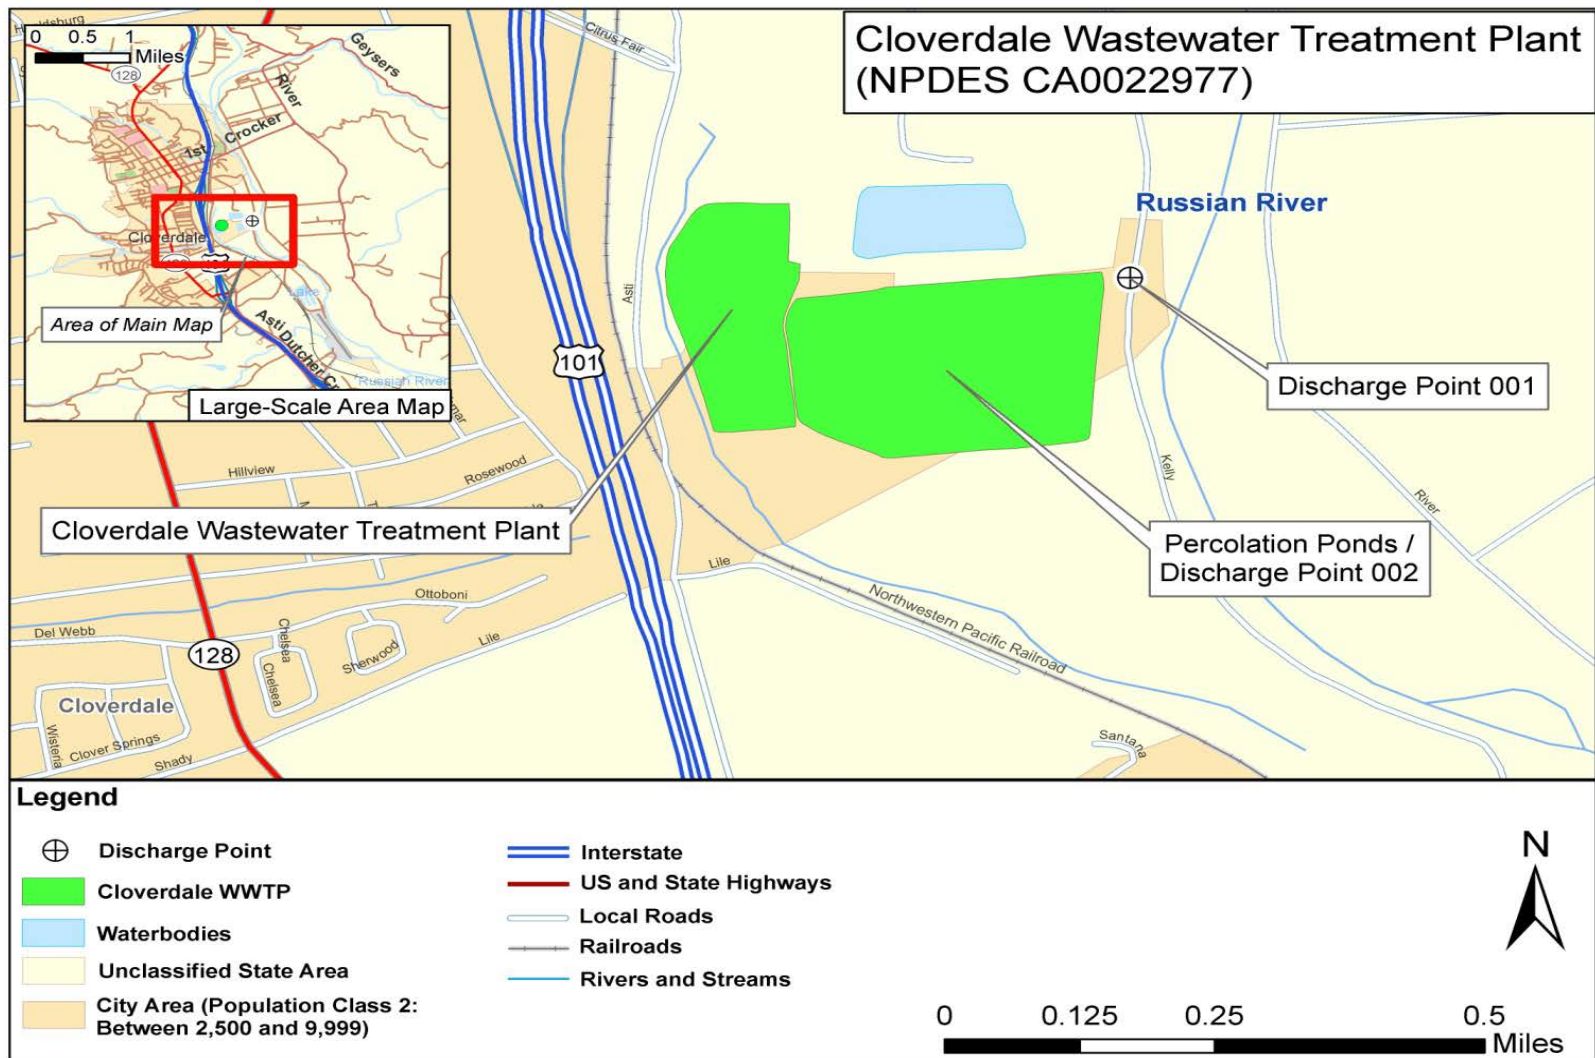 Cloverdale Wastewater Treatment Plant
(NPDES CA0022977)
0 0.5 1
Miles
128
Geysers
River
Crocker
1st
Cloverdale
101
Lake
Area of Main Map
Asti Dutcher
Russian River
Large-Scale Area Map
Citrus Fair
Asti
101
Russian River
Discharge Point 001
Hillview
Rosewood
Kelly
River
Cloverdale Wastewater Treatment Plant
Percolation Ponds /
Discharge Point 002
Lile
Northwestern Pacific Railroad
Ottoboni
Del Webb
Chelsea
Chelsea
Sherwood
Lile
128
Cloverdale
Wisteria
Clover Springs
Shady
Santana
Legend
Discharge Point
Cloverdale WWTP
Waterbodies
Unclassified State Area
City Area (Population Class 2:
Between 2,500 and 9,999)
Interstate
US and State Highways
Local Roads
Railroads
Rivers and Streams
N
0 0.125 0.25 0.5
Miles